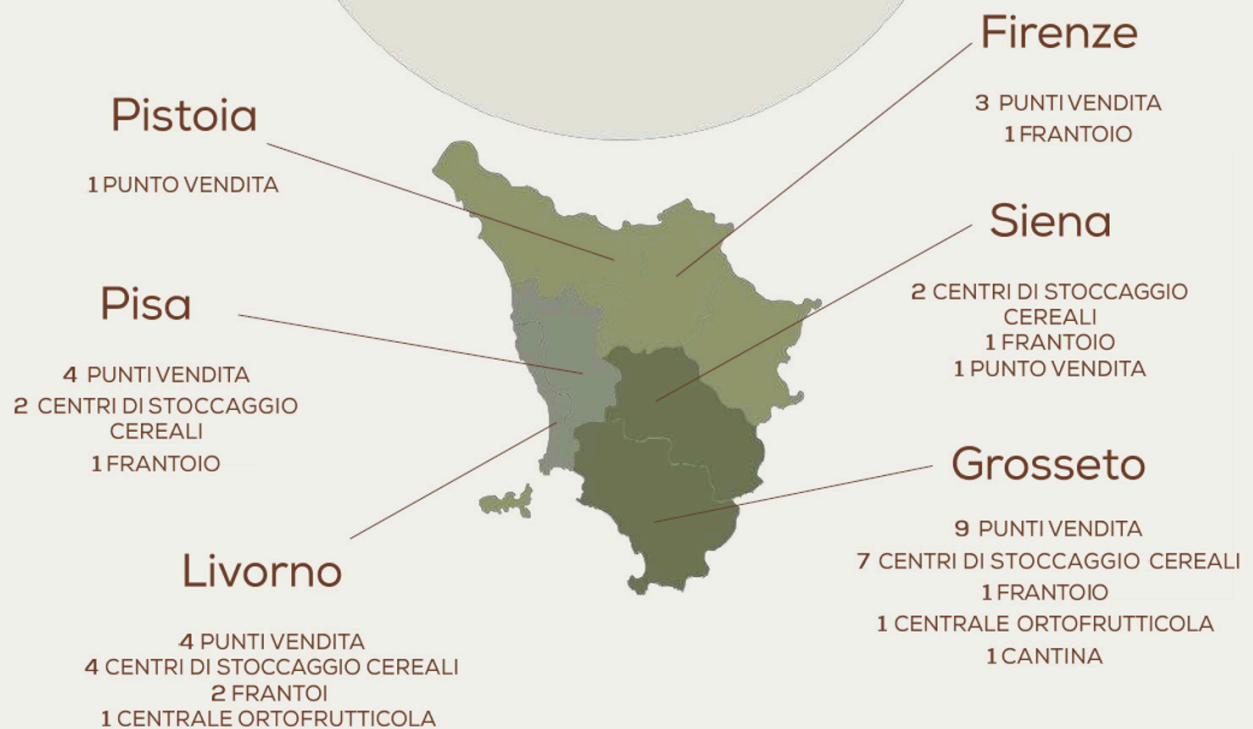 Pistoia
1 PUNTO VENDITA
Pisa
4 PUNTI VENDITA
2 CENTRI DI STOCCAGGIO
CEREALI
1 FRANTOIO
Livorno
4 PUNTI VENDITA
4 CENTRI DI STOCCAGGIO CEREALI
2 FRANTOI
1 CENTRALE ORTOFRUTTICOLA
Firenze
3 PUNTI VENDITA
1 FRANTOIO
Siena
2 CENTRI DI STOCCAGGIO
CEREALI
1 FRANTOIO
1 PUNTO VENDITA
Grosseto
9 PUNTI VENDITA
7 CENTRI DI STOCCAGGIO CEREALI
1 FRANTOIO
1 CENTRALE ORTOFRUTTICOLA
1 CANTINA